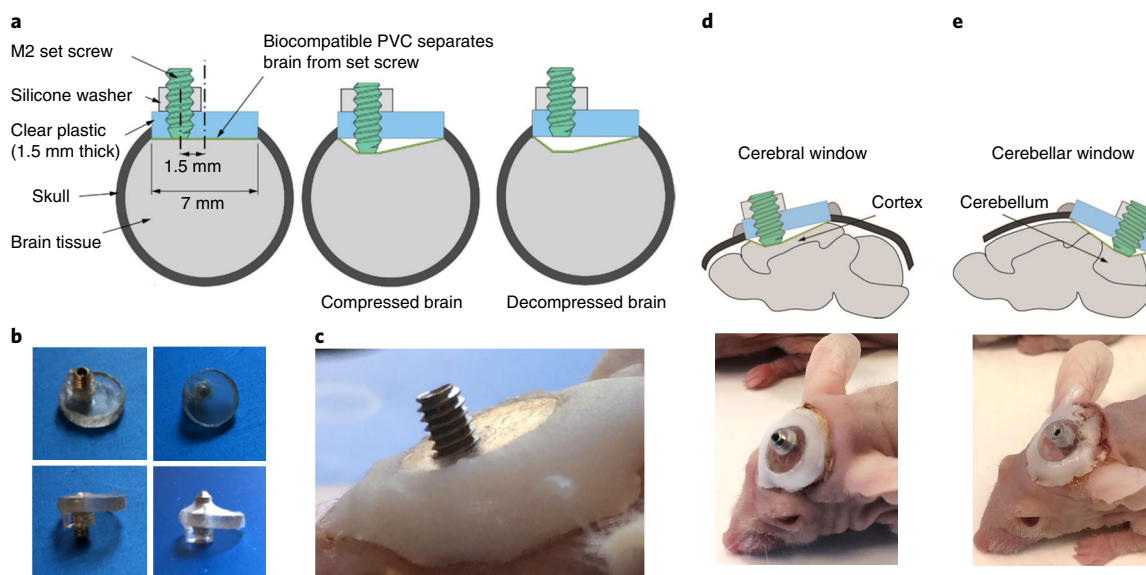 a
M2 set screw
Silicone washer
Clear plastic
(1.5 mm thick)
Skull
Brain tissue
Biocompatible PVC separates
brain from set screw
1.5 mm
7 mm
Compressed brain
Decompressed brain
b
c
d
Cerebral window
Cortex
e
Cerebellar window
Cerebellum